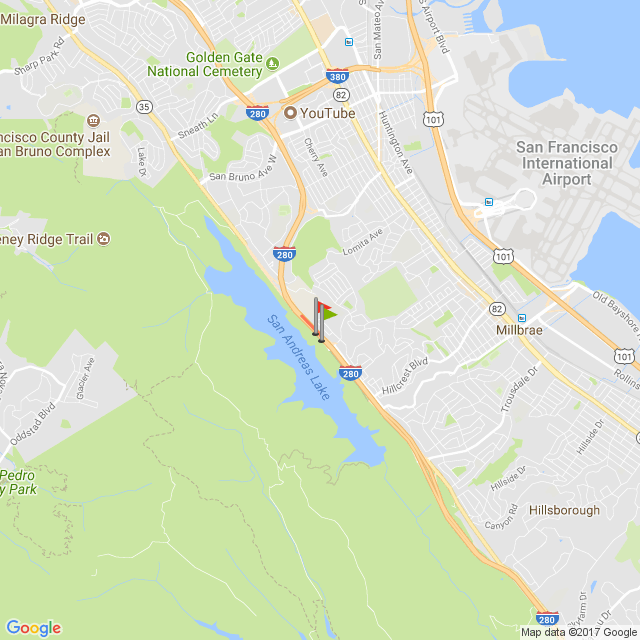 Milagra Ridge
Sharp Park Rd
San Mateo Ave
S Airport Blvd
Golden Gate
National Cemetery
380
35
82
101
Sneath Ln
280
YouTube
Huntington Ave
ncisco County Jail
an Bruno Complex
Lake Dr
San Bruno Ave W
Cherry Ave
101
San Francisco
International
Airport
eney Ridge Trail
Lomita Ave
280
101
Old Bayshore
82
Millbrae
San Andreas Lake
101
Rollins
Glacier Ave
Hillcrest Blvd
280
Trousdale Dr
Oddstad Blvd
Hillside Dr
Pedro
y Park
Hillside Dr
Canyon Rd
Hillsborough
280
Google
Map data ©2017 Google